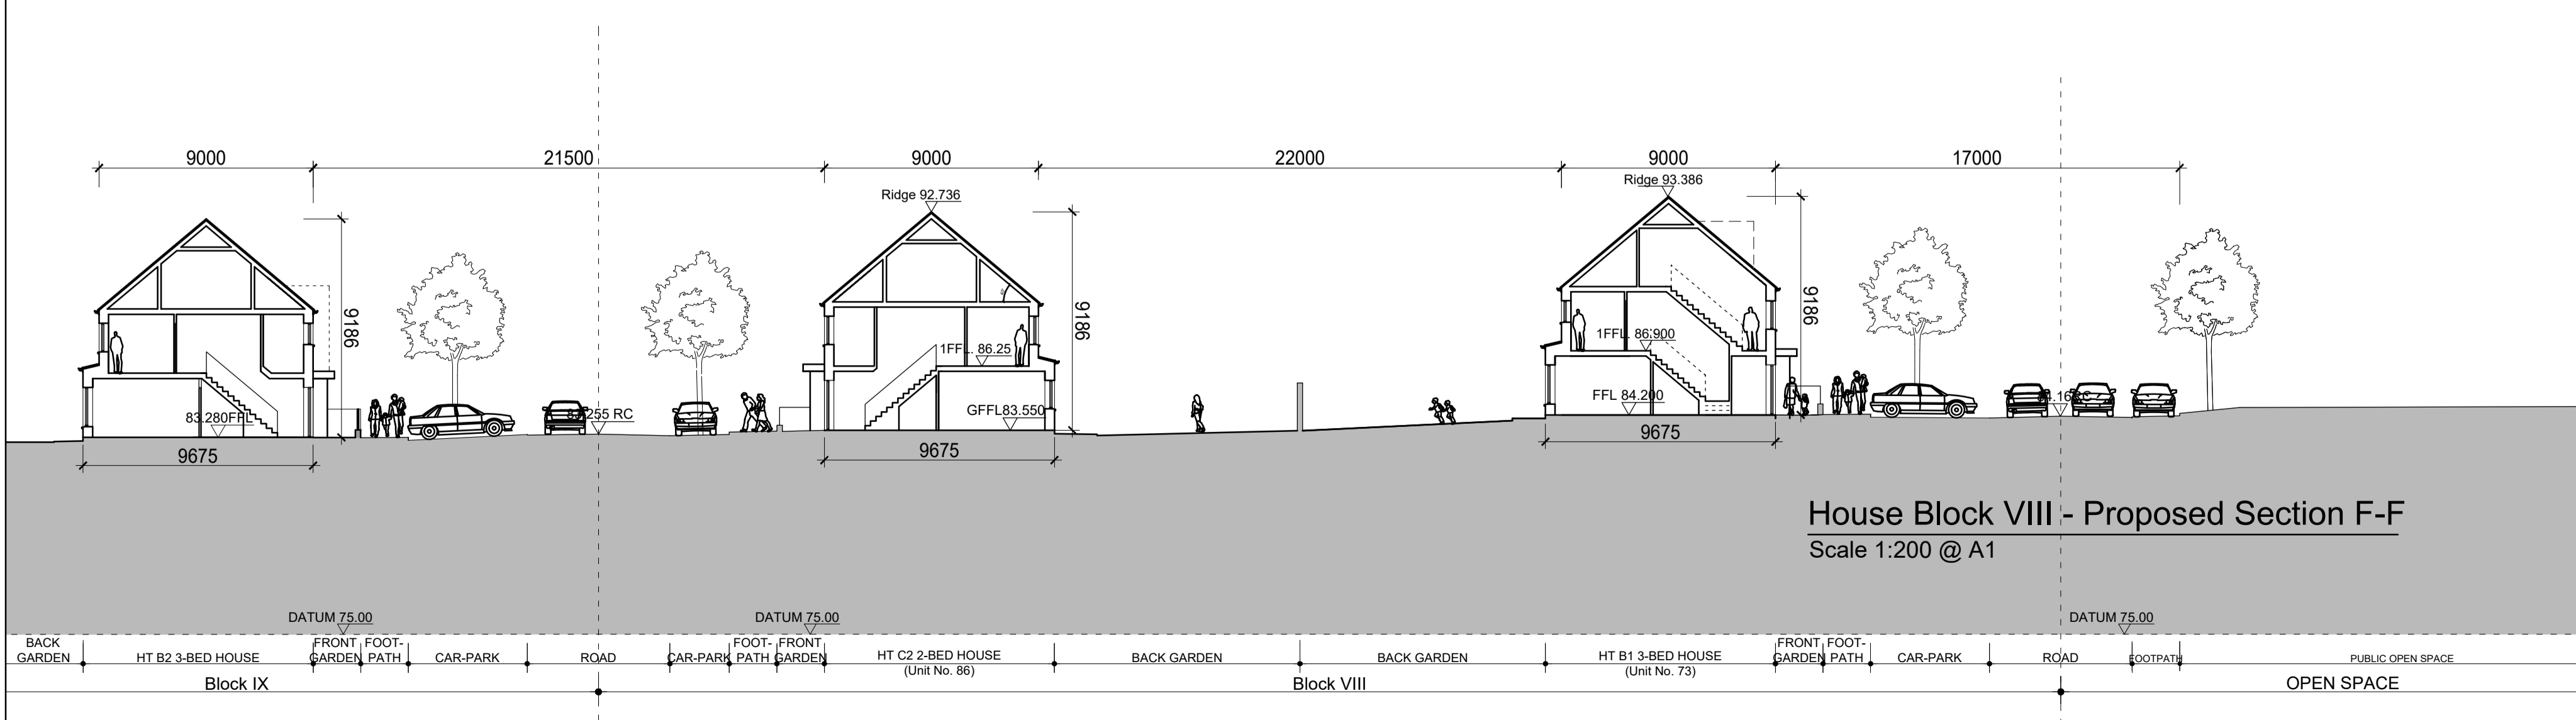 9000
21500
9000
22000
9000
17000
Ridge 92.736
Ridge 93.386
9186
9186
9186
1FFL. 86.25
1FFL. 86.900
83.280FFL
83.255 RC
GFFL83.550
FFL 84.200
9675
9675
9675
House Block VIII - Proposed Section F-F
Scale 1:200 @ A1
DATUM 75.00
DATUM 75.00
DATUM 75.00
BACK
GARDEN
HT B2 3-BED HOUSE
FRONT
GARDEN
FOOT-
PATH
CAR-PARK
ROAD
CAR-PARK
FOOT-
PATH
FRONT
GARDEN
HT C2 2-BED HOUSE
(Unit No. 86)
BACK GARDEN
BACK GARDEN
HT B1 3-BED HOUSE
(Unit No. 73)
FRONT
GARDEN
FOOT-
PATH
CAR-PARK
ROAD
FOOTPATH
PUBLIC OPEN SPACE
Block IX
Block VIII
OPEN SPACE